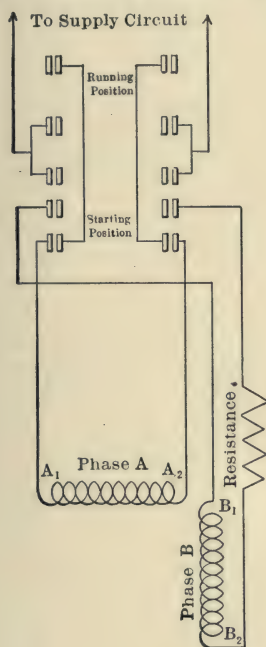 To Supply Circuit
Running
Position
Starting
Position
Phase A
A1
A2
Resistance
B1
Phase B
B2